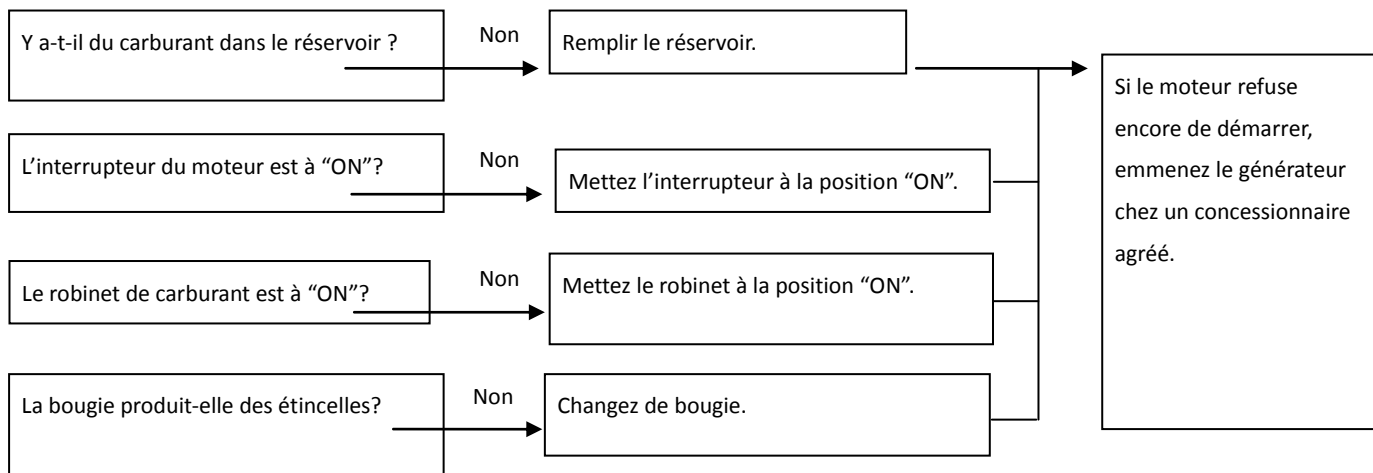 Y a-t-il du carburant dans le réservoir ?
Non
Remplir le réservoir.
L’interrupteur du moteur est à “ON”?
Non
Mettez l’interrupteur à la position “ON”.
Le robinet de carburant est à “ON”?
Non
Mettez le robinet à la position “ON”.
La bougie produit-elle des étincelles?
Non
Changez de bougie.
Si le moteur refuse
encore de démarrer,
emmenez le générateur
chez un concessionnaire
agréé.